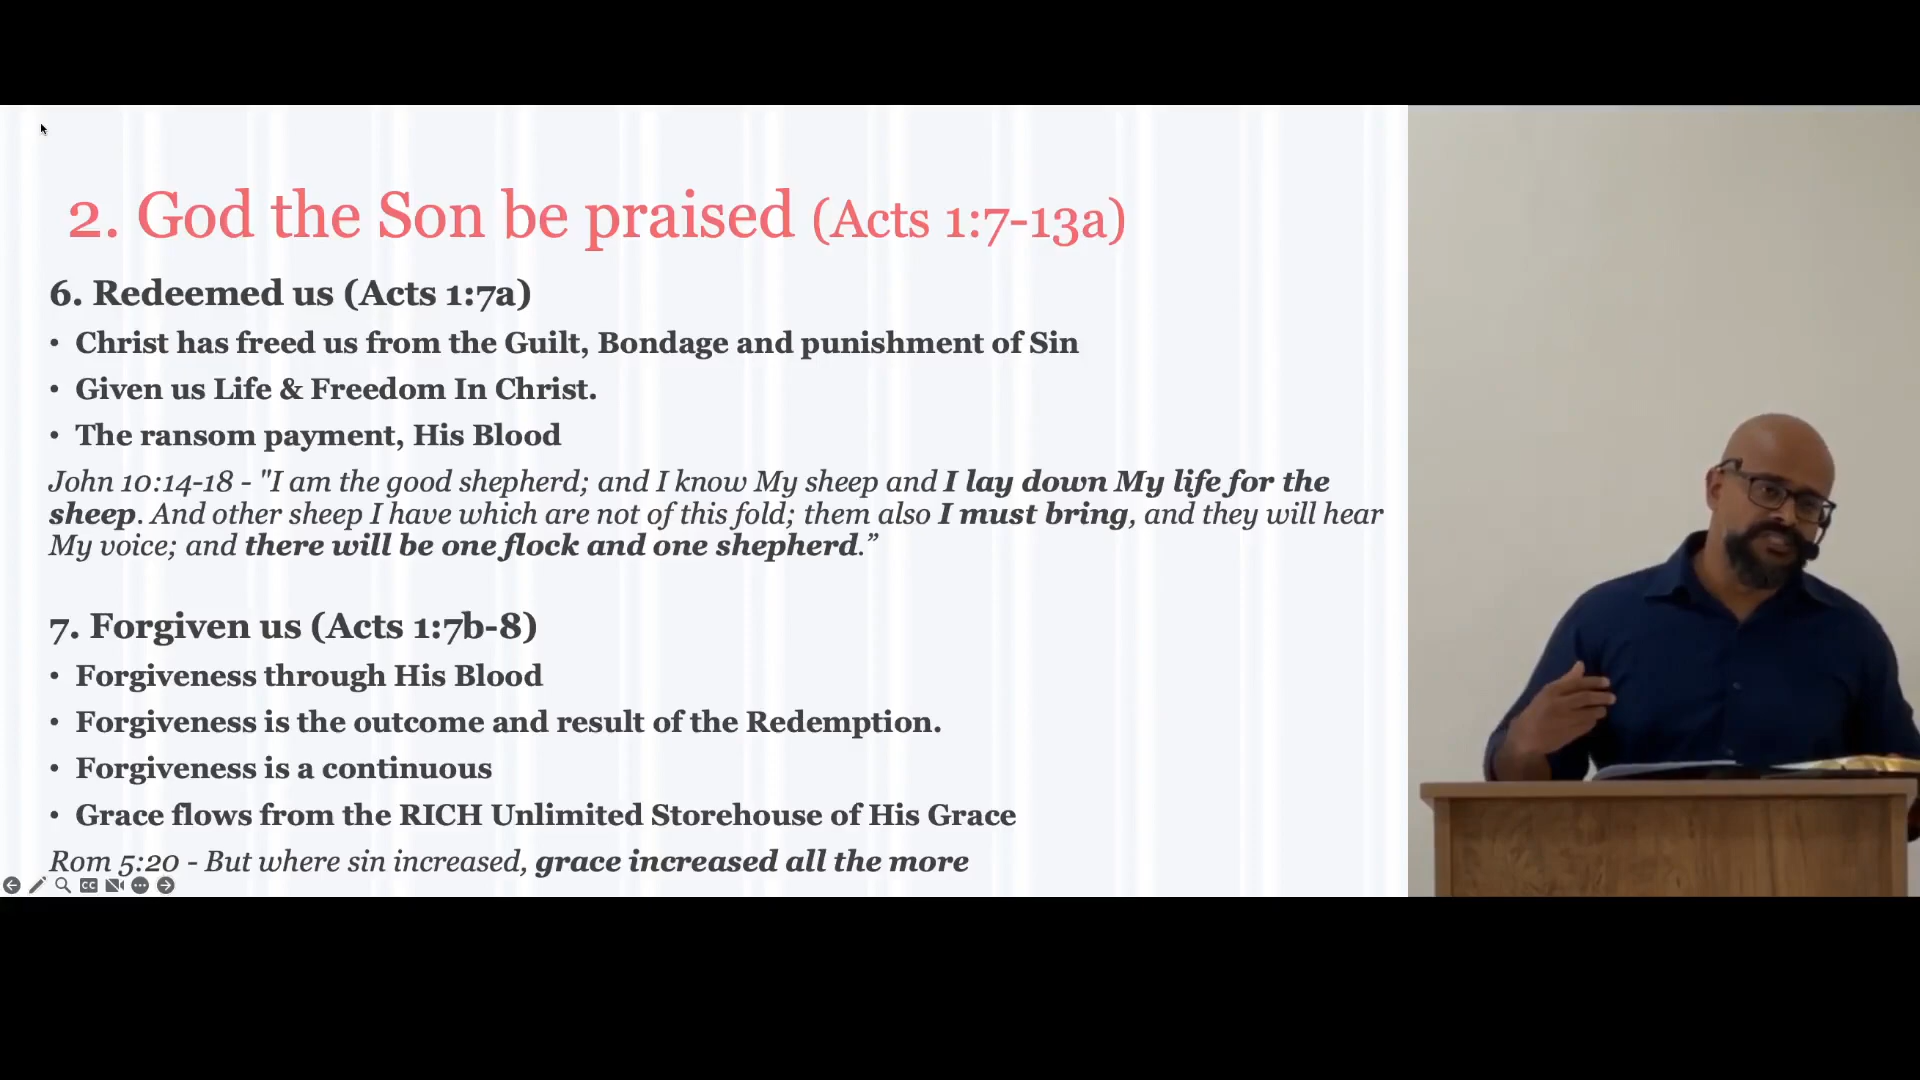 2. God the Son be praised (Acts 1:7-13a)
6. Redeemed us (Acts 1:7a)
• Christ has freed us from the Guilt, Bondage and punishment of Sin
• Given us Life & Freedom In Christ.
• The ransom payment, His Blood
John 10:14-18 - "I am the good shepherd; and I know My sheep and I lay down My life for the
sheep. And other sheep I have which are not of this fold; them also I must bring, and they will hear
My voice; and there will be one flock and one shepherd.”
7. Forgiven us (Acts 1:7b-8)
• Forgiveness through His Blood
• Forgiveness is the outcome and result of the Redemption.
• Forgiveness is a continuous
• Grace flows from the RICH Unlimited Storehouse of His Grace
Rom 5:20 - But where sin increased, grace increased all the more
CC